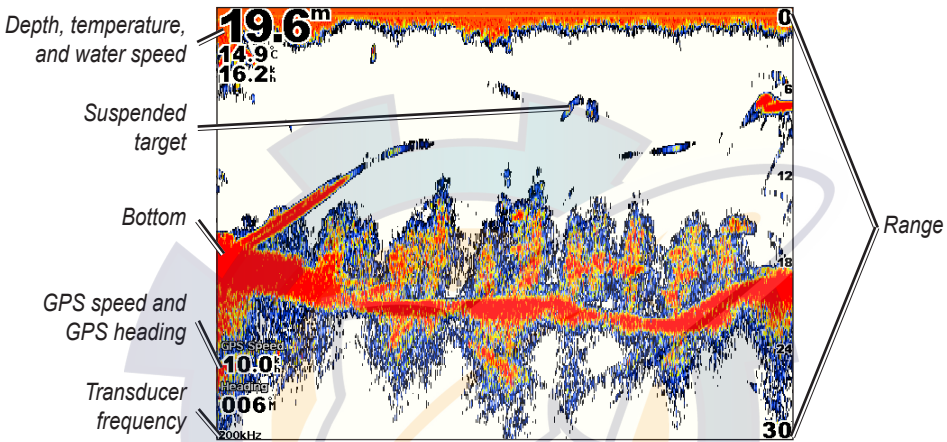 Depth, temperature,
and water speed
Suspended
target
Bottom
GPS speed and
GPS heading
Transducer
frequency
19.6m
14.9°C
16.2kh
GPS Speed
10.0kh
Heading
006°M
200kHz
0
6
12
18
24
30
Range